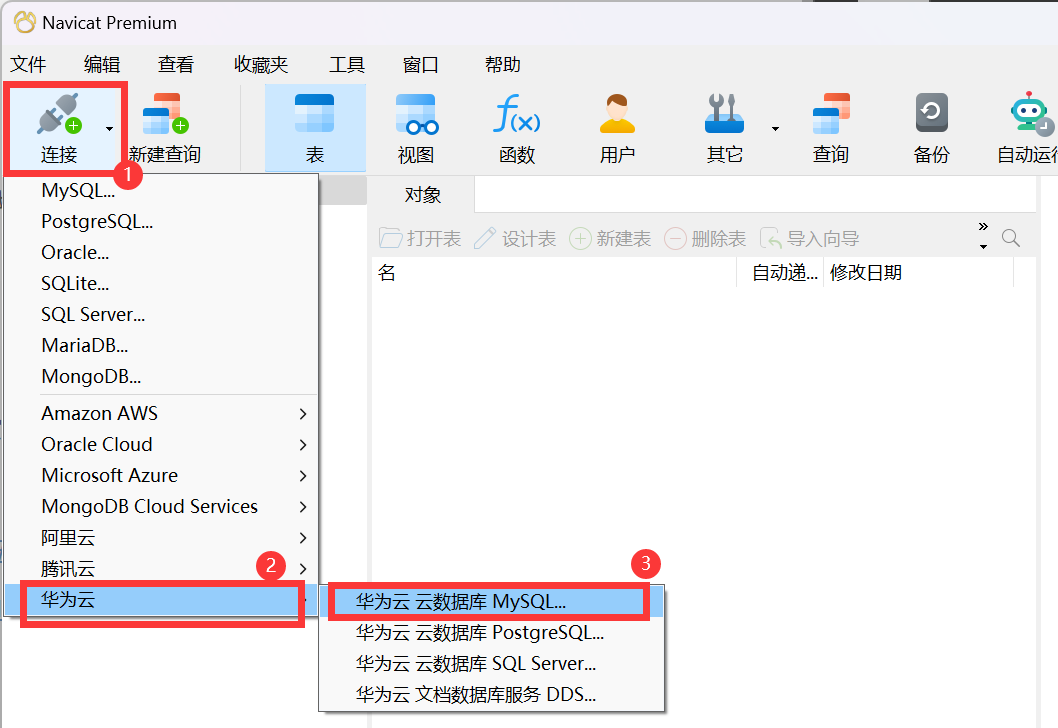 Navicat Premium
文件 编辑 查看 收藏夹 工具 窗口 帮助
连接 新建查询 表 视图 函数 用户 其它 查询 备份 自动运行
1
MySQL...
PostgreSQL...
Oracle...
SQLite...
SQL Server...
MariaDB...
MongoDB...
Amazon AWS
Oracle Cloud
Microsoft Azure
MongoDB Cloud Services
阿里云
腾讯云
2
华为云
对象
打开表 设计表 新建表 删除表 导入向导
名 自动递... 修改日期
3
华为云 云数据库 MySQL...
华为云 云数据库 PostgreSQL...
华为云 云数据库 SQL Server...
华为云 文档数据库服务 DDS...